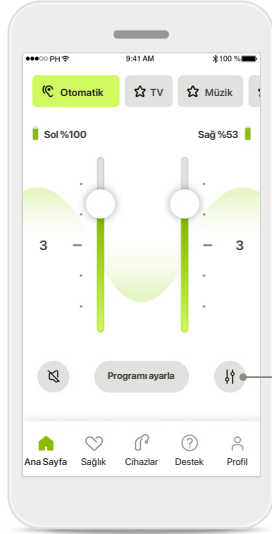 PH 9:41 AM 100 %
Otomatik TV Müzik
Sol %100 Sağ %53
3 3
Programı ayarla
Ana Sayfa Sağlık Cihazlar Destek Profil